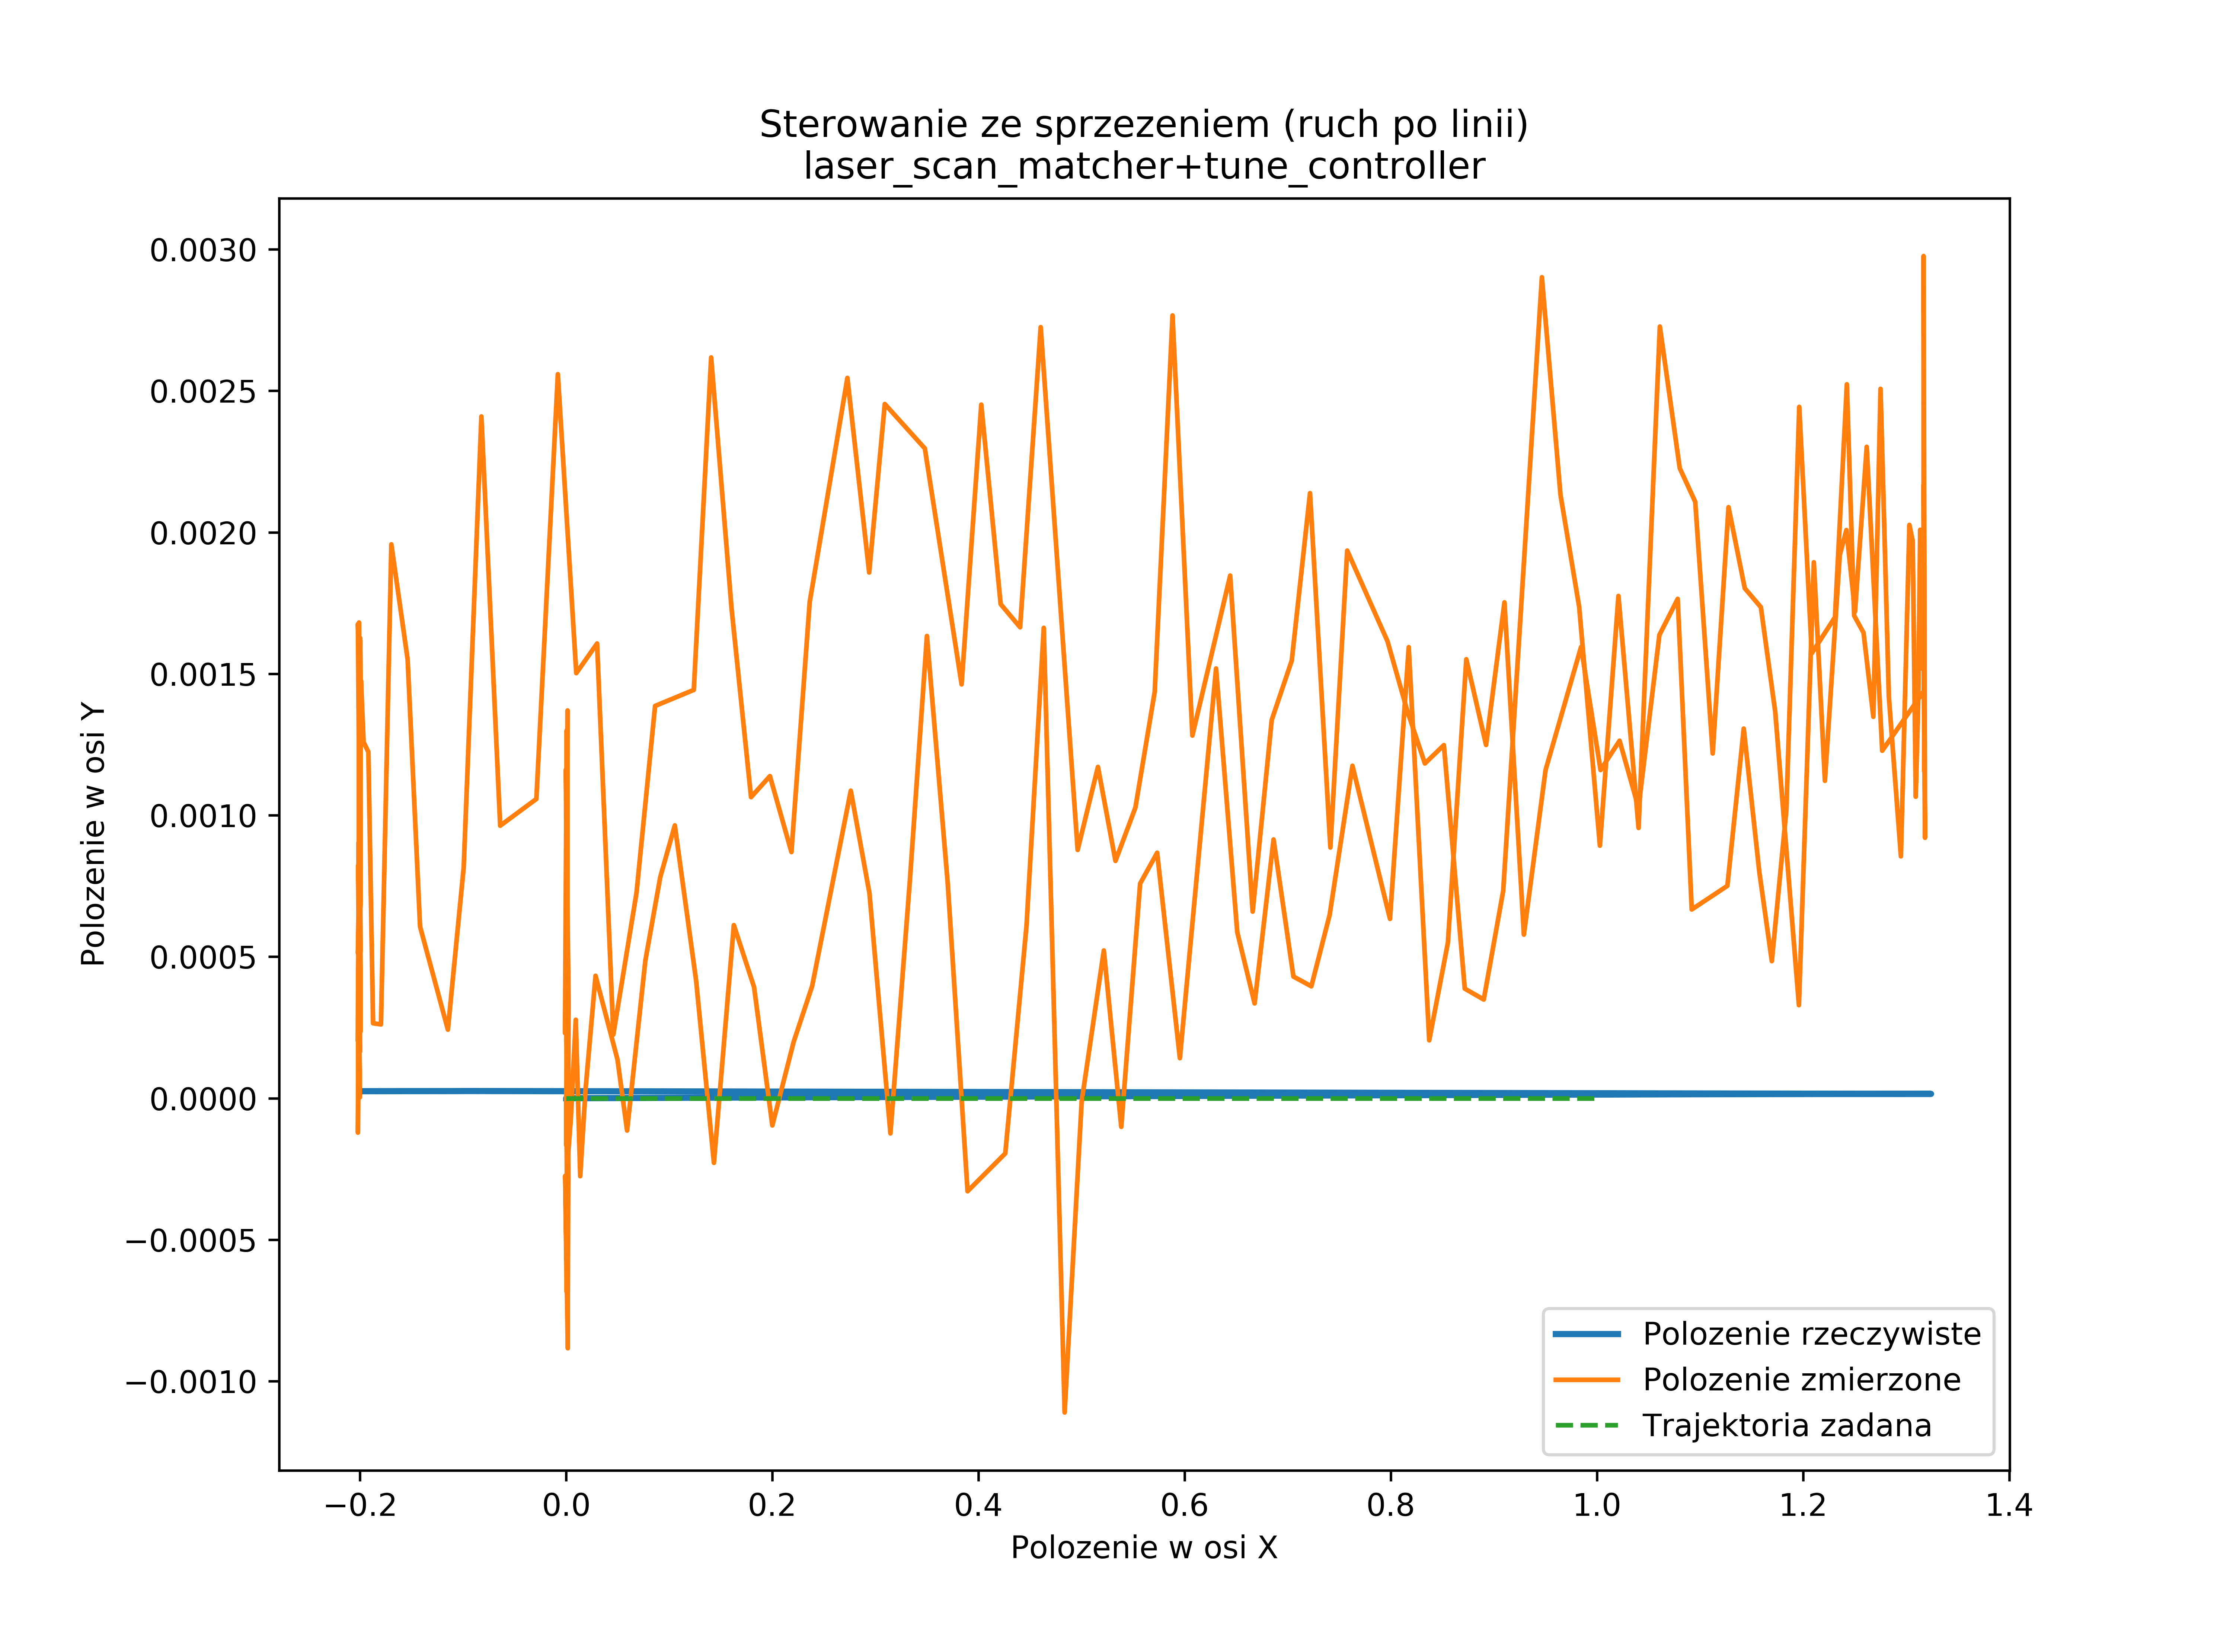 Sterowanie ze sprzezeniem (ruch po linii)
laser_scan_matcher+tune_controller
0.0030
0.0025
0.0020
0.0015
0.0010
0.0005
0.0000
−0.0005
−0.0010
Polozenie w osi Y
−0.2 0.0 0.2 0.4 0.6 0.8 1.0 1.2 1.4
Polozenie w osi X
Polozenie rzeczywiste
Polozenie zmierzone
Trajektoria zadana